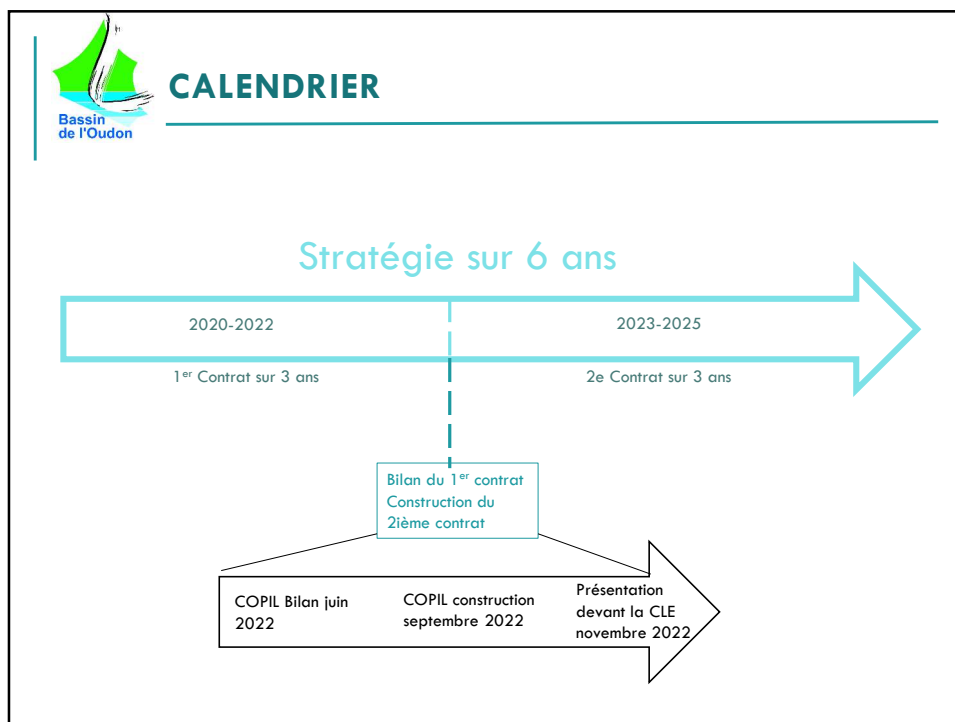 CALENDRIER
Bassin
de l'Oudon
Stratégie sur 6 ans
2020-2022
2023-2025
1er Contrat sur 3 ans
2e Contrat sur 3 ans
Bilan du 1er contrat
Construction du
2ième contrat
COPIL Bilan juin
2022
COPIL construction
septembre 2022
Présentation
devant la CLE
novembre 2022